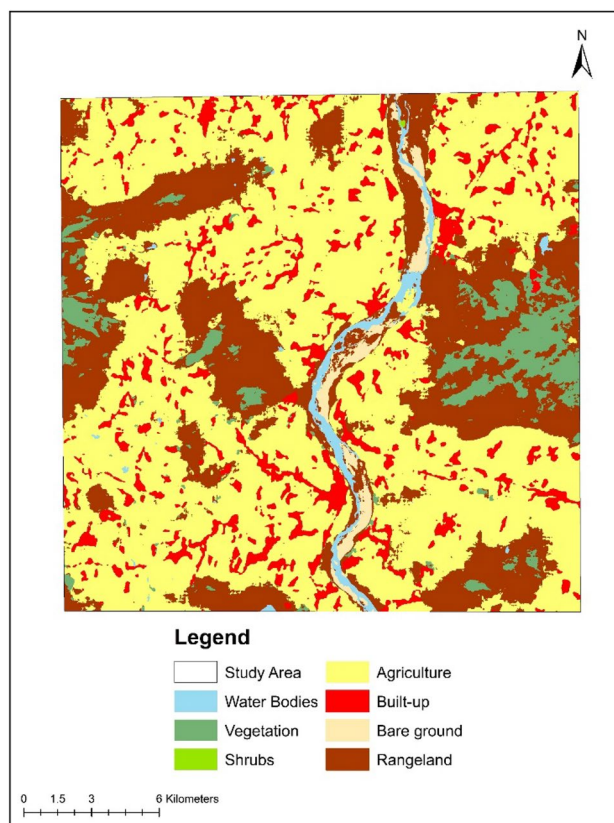 N
Legend
Study Area
Agriculture
Water Bodies
Built-up
Vegetation
Bare ground
Shrubs
Rangeland
0 1.5 3 6 Kilometers